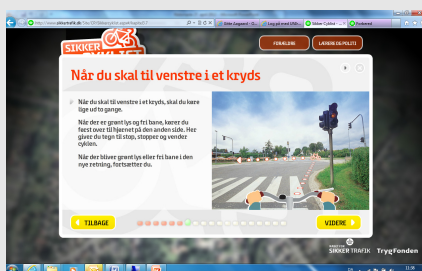 SIKKER
CYKLIST
FORÆLDRE
LÆRERE OG POLITI
Når du skal til venstre i et kryds
Når du skal til venstre i et kryds, skal du køre
lige ud to gange.
Når der er grønt lys og fri bane, kører du
først over til hjørnet på den anden side. Her
giver du tegn til stop, stopper og vender
cyklen.
Når der bliver grønt lys eller fri bane i den
nye retning, fortsætter du.
TILBAGE
VIDERE
SIKKER TRAFIK TrygFonden
11:38